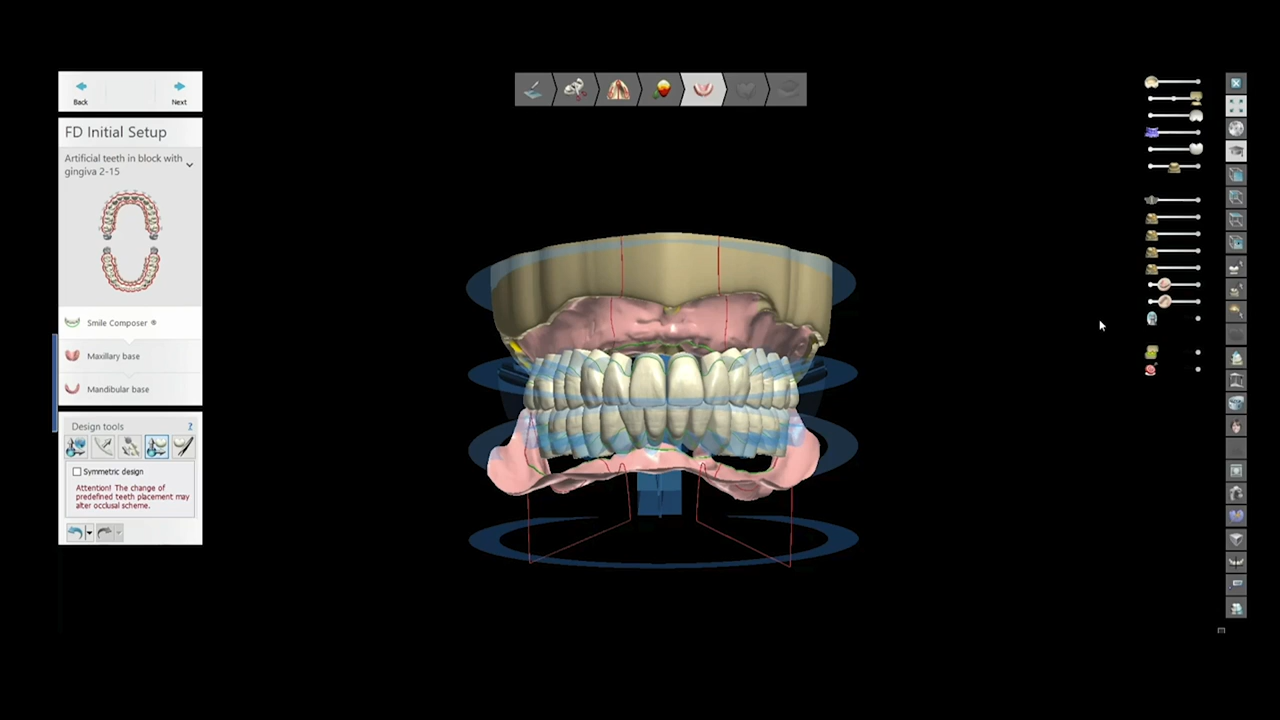 Back
Next
FD Initial Setup
Artificial teeth in block with
gingiva 2-15
Smile Composer ®
Maxillary base
Mandibular base
Design tools
?
Symmetric design
Attention! The change of
predefined teeth placement may
alter occlusal scheme.